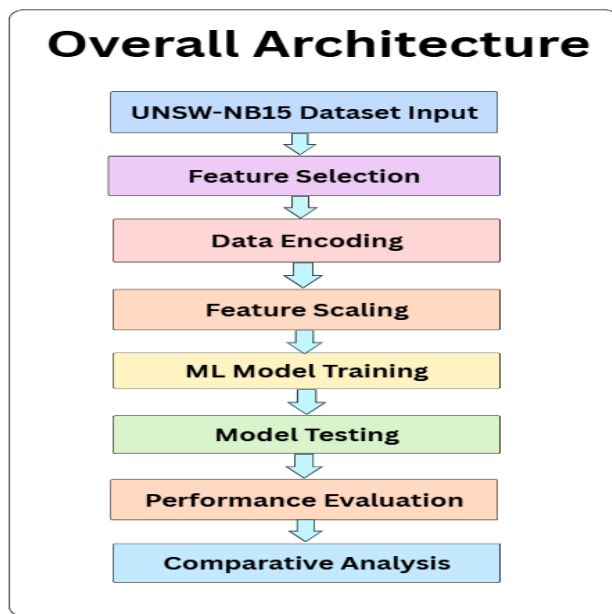 Overall Architecture
UNSW-NB15 Dataset Input
Feature Selection
Data Encoding
Feature Scaling
ML Model Training
Model Testing
Performance Evaluation
Comparative Analysis